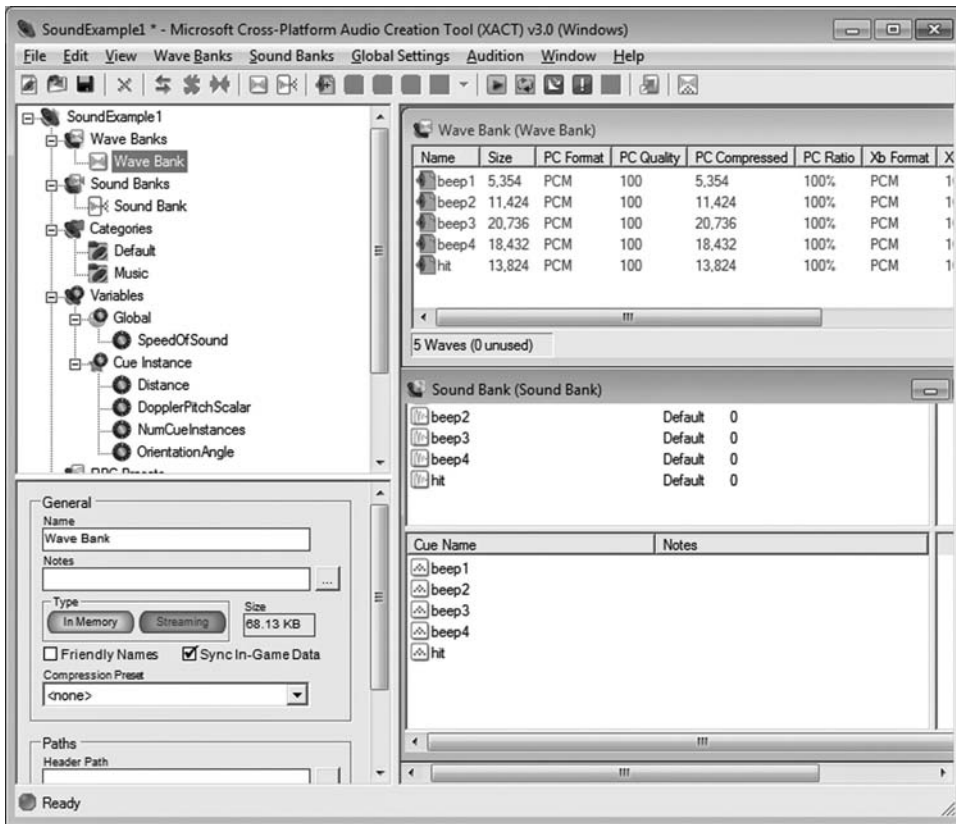 SoundExample1 * - Microsoft Cross-Platform Audio Creation Tool (XACT) v3.0 (Windows)
File Edit View Wave Banks Sound Banks Global Settings Audition Window Help
SoundExample1
Wave Banks
Wave Bank
Sound Banks
Sound Bank
Categories
Default
Music
Variables
Global
SpeedOfSound
Cue Instance
Distance
DopplerPitchScalar
NumCueInstances
OrientationAngle
General
Name
Wave Bank
Notes
...
Type
In Memory Streaming
Size
68.13 KB
Friendly Names Sync In-Game Data
Compression Preset
<none>
Paths
Header Path
Wave Bank (Wave Bank)
Name Size PC Format PC Quality PC Compressed PC Ratio Xb Format X
beep1 5,354 PCM 100 5,354 100% PCM
beep2 11,424 PCM 100 11,424 100% PCM
beep3 20,736 PCM 100 20,736 100% PCM
beep4 18,432 PCM 100 18,432 100% PCM
hit 13,824 PCM 100 13,824 100% PCM
5 Waves (0 unused)
Sound Bank (Sound Bank)
beep2 Default 0
beep3 Default 0
beep4 Default 0
hit Default 0
Cue Name Notes
beep1
beep2
beep3
beep4
hit
Ready